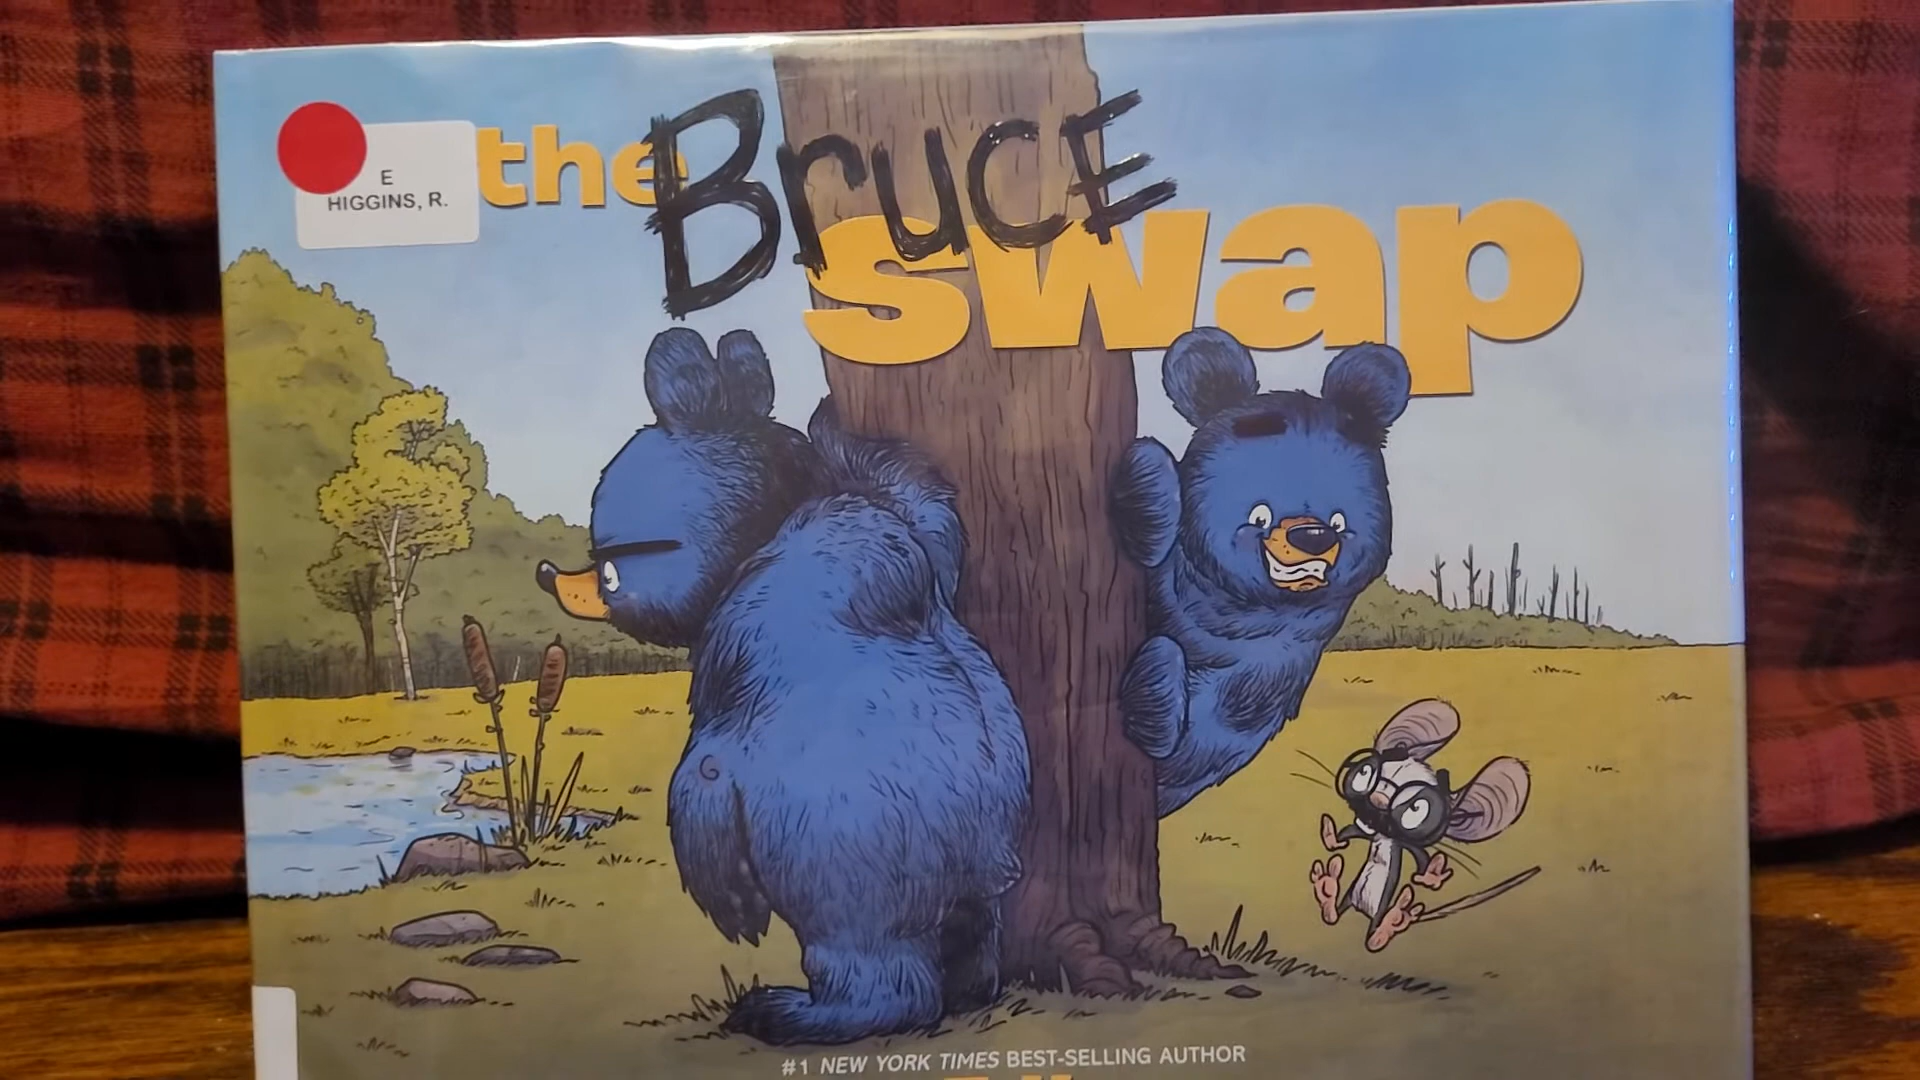 E
HIGGINS, R.
the Bruce
swap
#1 NEW YORK TIMES BEST-SELLING AUTHOR